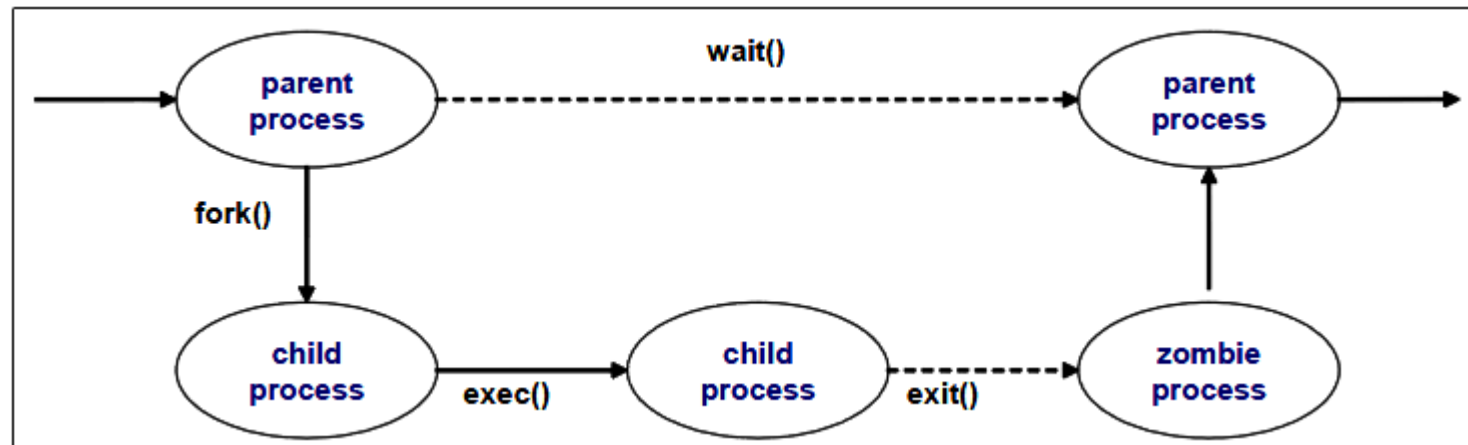 wait()
parent
process
parent
process
fork()
child
process
exec()
child
process
exit()
zombie
process